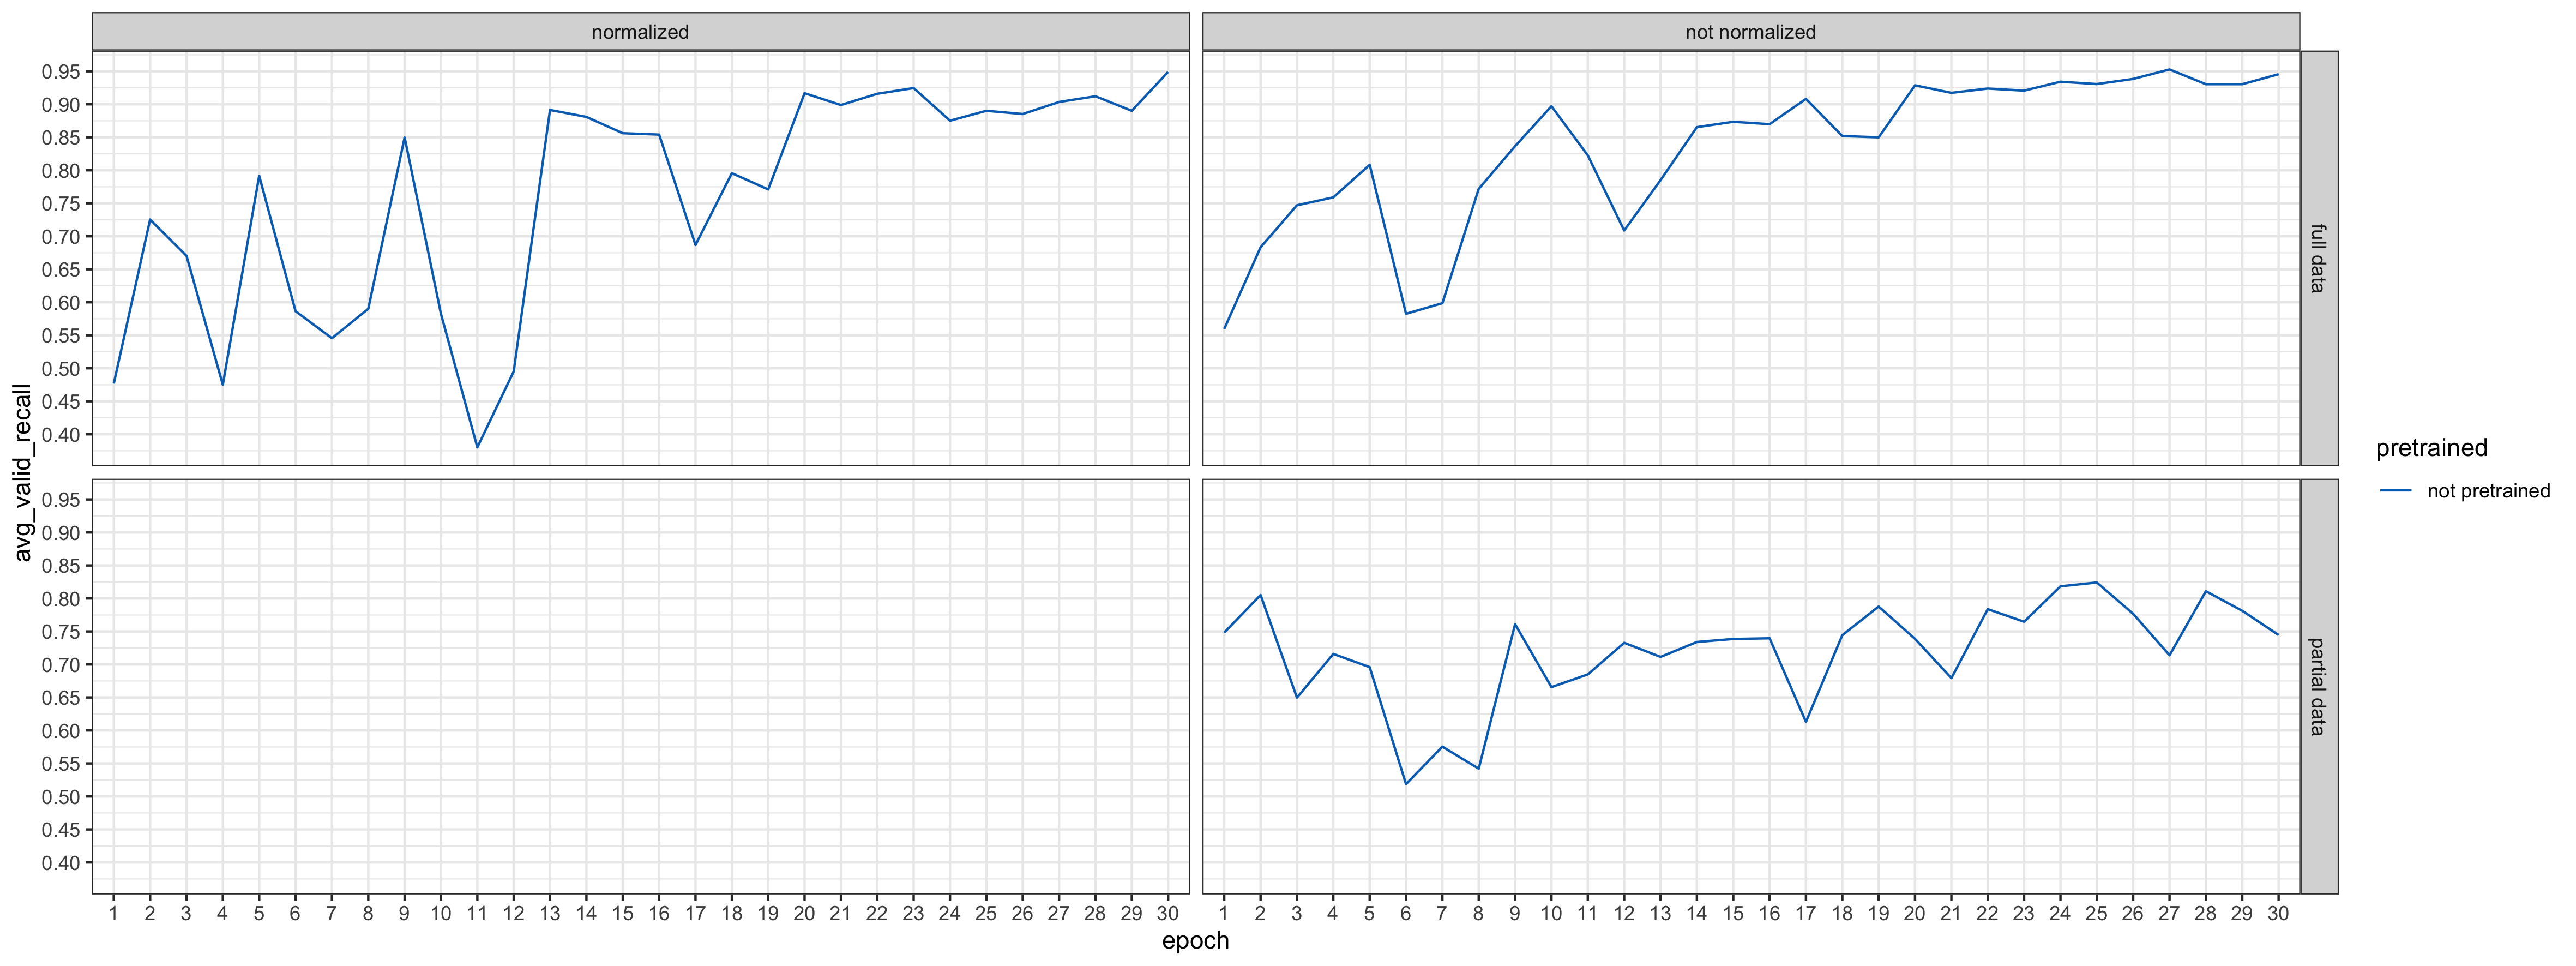 normalized
not normalized
0.95
0.90
0.85
0.80
0.75
0.70
0.65
0.60
0.55
0.50
0.45
0.40
full data
avg_valid_recall
pretrained
not pretrained
0.95
0.90
0.85
0.80
0.75
0.70
0.65
0.60
0.55
0.50
0.45
0.40
partial data
1 2 3 4 5 6 7 8 9 10 11 12 13 14 15 16 17 18 19 20 21 22 23 24 25 26 27 28 29 30
1 2 3 4 5 6 7 8 9 10 11 12 13 14 15 16 17 18 19 20 21 22 23 24 25 26 27 28 29 30
epoch